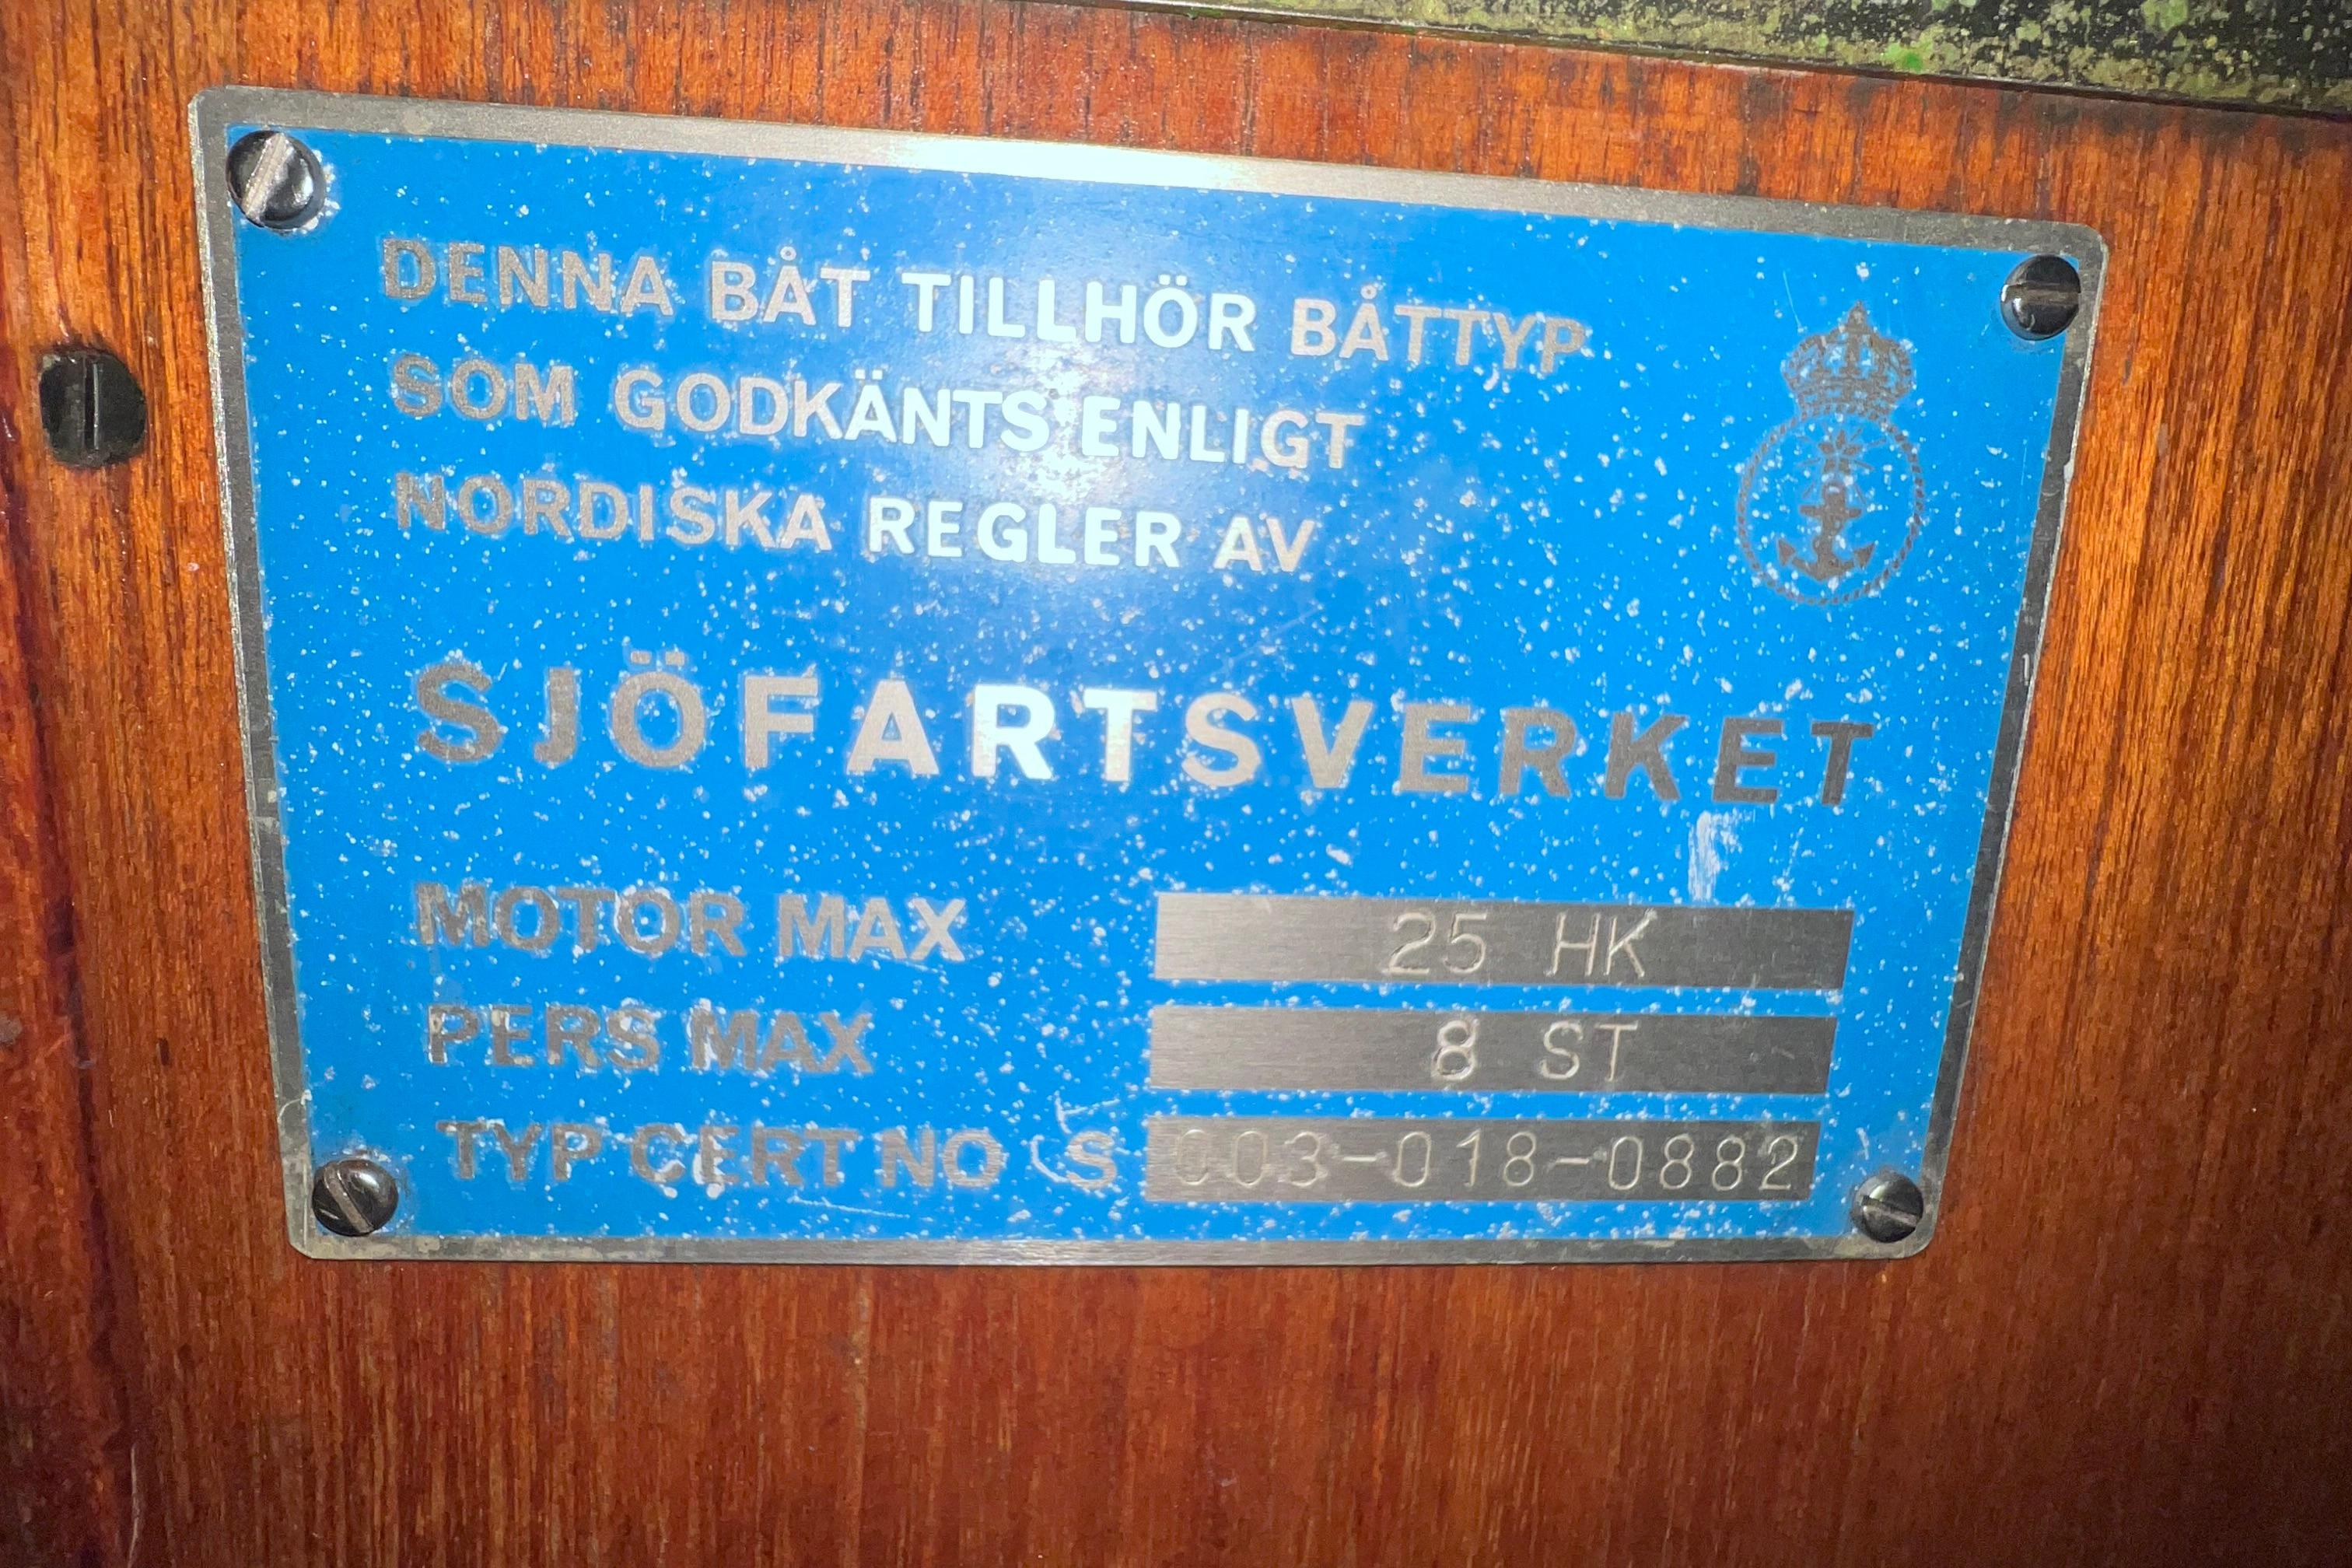 DENNA BÅT TILLHÖR BÅTTYP
SOM GODKÄNTS ENLIGT
NORDISKA REGLER AV
SJÖFARTSVERKET
MOTOR MAX 25 HK
PERS MAX 8 ST
TYP CERT NO S 003-018-0882